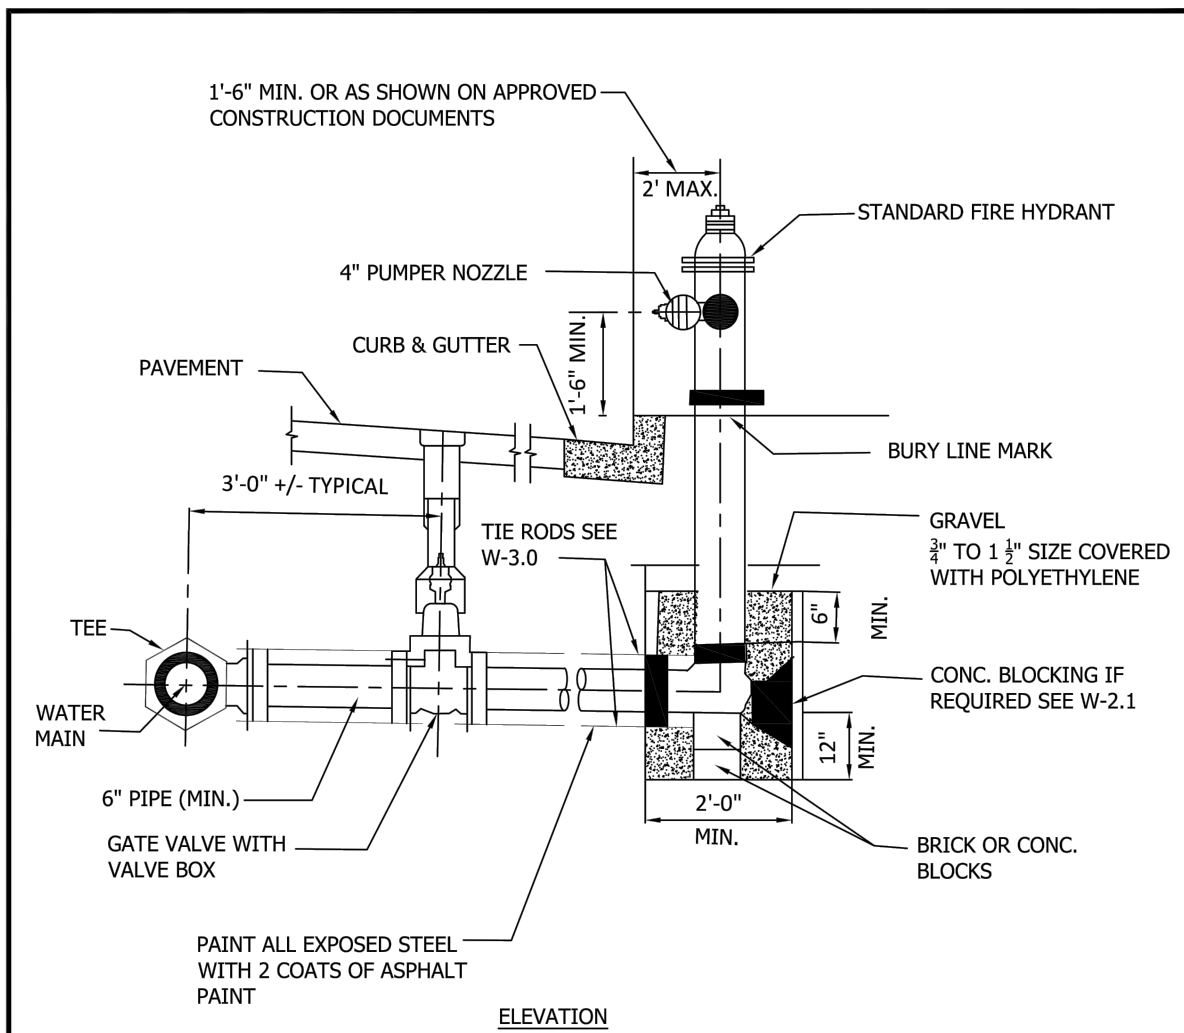 1'-6" MIN. OR AS SHOWN ON APPROVED
CONSTRUCTION DOCUMENTS
2' MAX.
STANDARD FIRE HYDRANT
4" PUMPER NOZZLE
1'-6" MIN.
CURB & GUTTER
PAVEMENT
BURY LINE MARK
3'-0" +/- TYPICAL
TIE RODS SEE
W-3.0
GRAVEL
3/4" TO 1 1/2" SIZE COVERED
WITH POLYETHYLENE
6"
MIN.
TEE
CONC. BLOCKING IF
REQUIRED SEE W-2.1
WATER
MAIN
12"
MIN.
6" PIPE (MIN.)
2'-0"
MIN.
GATE VALVE WITH
VALVE BOX
BRICK OR CONC.
BLOCKS
PAINT ALL EXPOSED STEEL
WITH 2 COATS OF ASPHALT
PAINT
ELEVATION